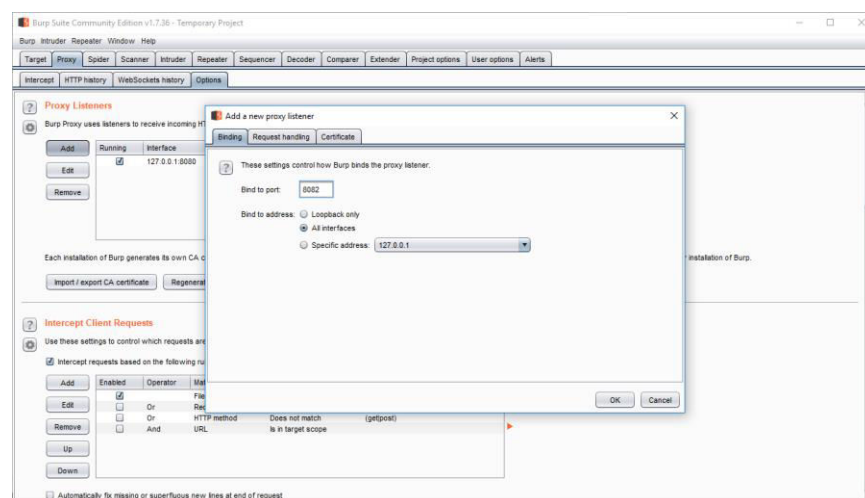 Burp Suite Community Edition v1.7.36 - Temporary Project
Burp Intruder Repeater Window Help
Target Proxy Spider Scanner Intruder Repeater Sequencer Decoder Comparer Extender Project options User options Alerts
Intercept HTTP history WebSockets history Options
Proxy Listeners
Burp Proxy uses listeners to receive incoming
Add Running Interface
127.0.0.1:8080
Edit
Remove
Each installation of Burp generates its own CA
installation of Burp.
Import / export CA certificate
Add a new proxy listener
Binding Request handling Certificate
These settings control how Burp binds the proxy listener.
Bind to port: 8082
Bind to address: Loopback only
All interfaces
Specific address: 127.0.0.1
OK Cancel
Intercept Client Requests
Use these settings to control which requests are
Intercept requests based on the following
Add Enabled Operator
Edit Or
Or HTTP method Does not match (get|post)
Remove And URL Is in target scope
Up
Down
Automatically fix missing or superfluous new lines at end of request